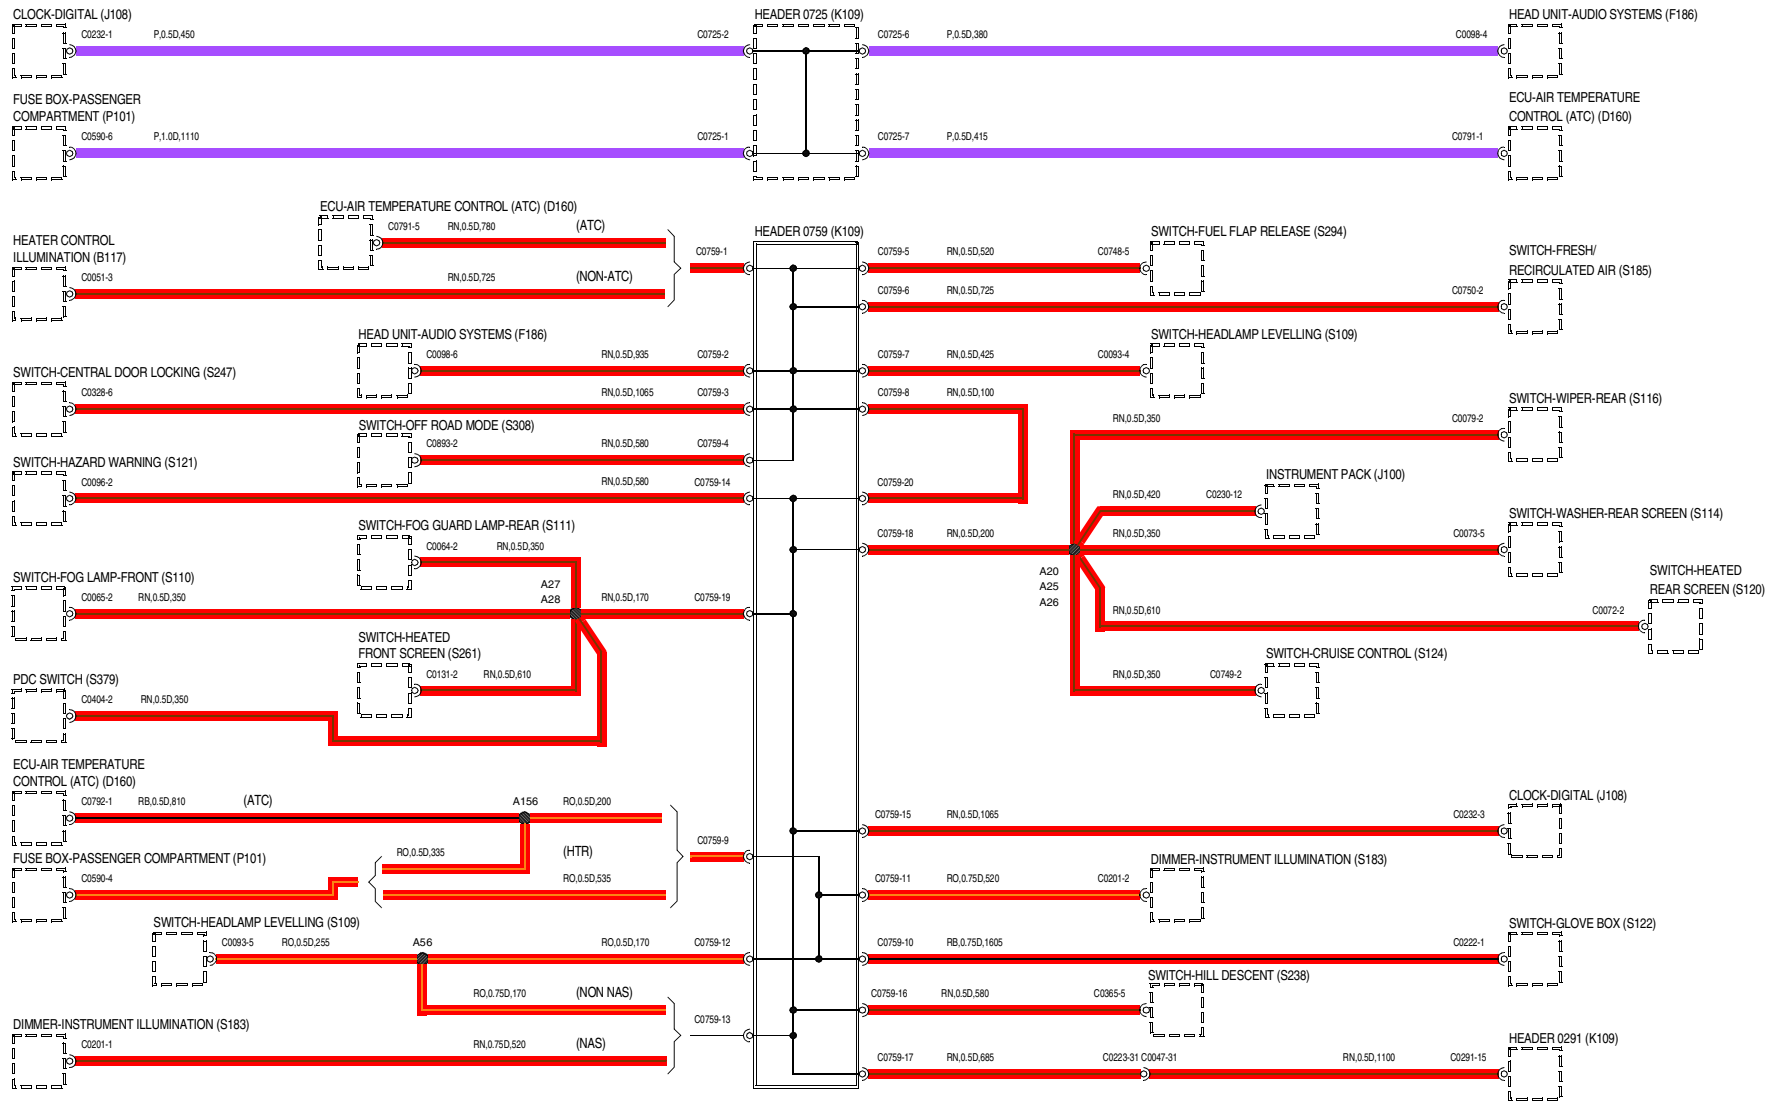 CLOCK-DIGITAL (J108)
C0232-1 P,0.5D,450 C0725-2
HEADER 0725 (K109)
C0725-6 P,0.5D,380 C0098-4
HEAD UNIT-AUDIO SYSTEMS (F186)
FUSE BOX-PASSENGER
COMPARTMENT (P101)
C0590-6 P,1.0D,1110 C0725-1
C0725-7 P,0.5D,415 C0791-1
ECU-AIR TEMPERATURE
CONTROL (ATC) (D160)
ECU-AIR TEMPERATURE CONTROL (ATC) (D160)
C0791-5 RN,0.5D,780 (ATC)
HEATER CONTROL
ILLUMINATION (B117)
C0051-3 RN,0.5D,725 (NON-ATC)
C0759-1
HEADER 0759 (K109)
C0759-5 RN,0.5D,520 C0748-5
SWITCH-FUEL FLAP RELEASE (S294)
SWITCH-FRESH/
RECIRCULATED AIR (S185)
C0759-6 RN,0.5D,725 C0750-2
HEAD UNIT-AUDIO SYSTEMS (F186)
C0098-6 RN,0.5D,935 C0759-2
C0759-7 RN,0.5D,425 C0093-4
SWITCH-HEADLAMP LEVELLING (S109)
SWITCH-CENTRAL DOOR LOCKING (S247)
C0328-6 RN,0.5D,1065 C0759-3
C0759-8 RN,0.5D,100
SWITCH-WIPER-REAR (S116)
RN,0.5D,350 C0079-2
SWITCH-OFF ROAD MODE (S308)
C0893-2 RN,0.5D,580 C0759-4
SWITCH-HAZARD WARNING (S121)
C0096-2 RN,0.5D,580 C0759-14
C0759-20
INSTRUMENT PACK (J100)
RN,0.5D,420 C0230-12
SWITCH-FOG GUARD LAMP-REAR (S111)
C0064-2 RN,0.5D,350
C0759-18 RN,0.5D,200
RN,0.5D,350 C0073-5
SWITCH-WASHER-REAR SCREEN (S114)
A20
A25
A26
SWITCH-HEATED
REAR SCREEN (S120)
RN,0.5D,610 C0072-2
SWITCH-FOG LAMP-FRONT (S110)
C0065-2 RN,0.5D,350
A27
A28
RN,0.5D,170 C0759-19
SWITCH-HEATED
FRONT SCREEN (S261)
C0131-2 RN,0.5D,610
SWITCH-CRUISE CONTROL (S124)
RN,0.5D,350 C0749-2
PDC SWITCH (S379)
C0404-2 RN,0.5D,350
ECU-AIR TEMPERATURE
CONTROL (ATC) (D160)
C0792-1 RB,0.5D,810 (ATC)
A156 RO,0.5D,200
C0759-15 RN,0.5D,1065 C0232-3
CLOCK-DIGITAL (J108)
FUSE BOX-PASSENGER COMPARTMENT (P101)
C0590-4
RO,0.5D,335 (HTR)
RO,0.5D,535
C0759-9
DIMMER-INSTRUMENT ILLUMINATION (S183)
C0759-11 RO,0.75D,520 C0201-2
SWITCH-HEADLAMP LEVELLING (S109)
C0093-5 RO,0.5D,255 A56 RO,0.5D,170 C0759-12
C0759-10 RB,0.75D,1605 C0222-1
SWITCH-GLOVE BOX (S122)
RO,0.75D,170 (NON NAS)
SWITCH-HILL DESCENT (S238)
C0759-16 RN,0.5D,580 C0365-5
DIMMER-INSTRUMENT ILLUMINATION (S183)
C0201-1 RN,0.75D,520 (NAS)
C0759-13
C0759-17 RN,0.5D,685 C0223-31 C0047-31 RN,0.5D,1100 C0291-15
HEADER 0291 (K109)